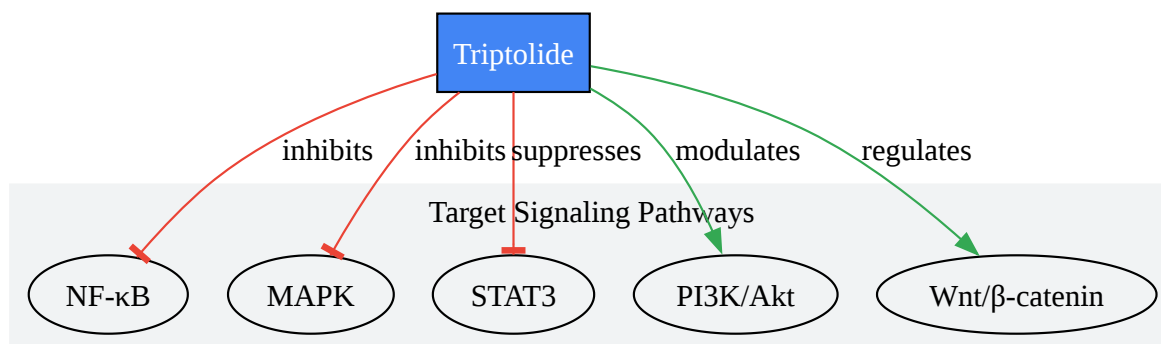 Triptolide
inhibits
inhibits
suppresses
modulates
regulates
Target Signaling Pathways
NF-κB
MAPK
STAT3
PI3K/Akt
Wnt/β-catenin